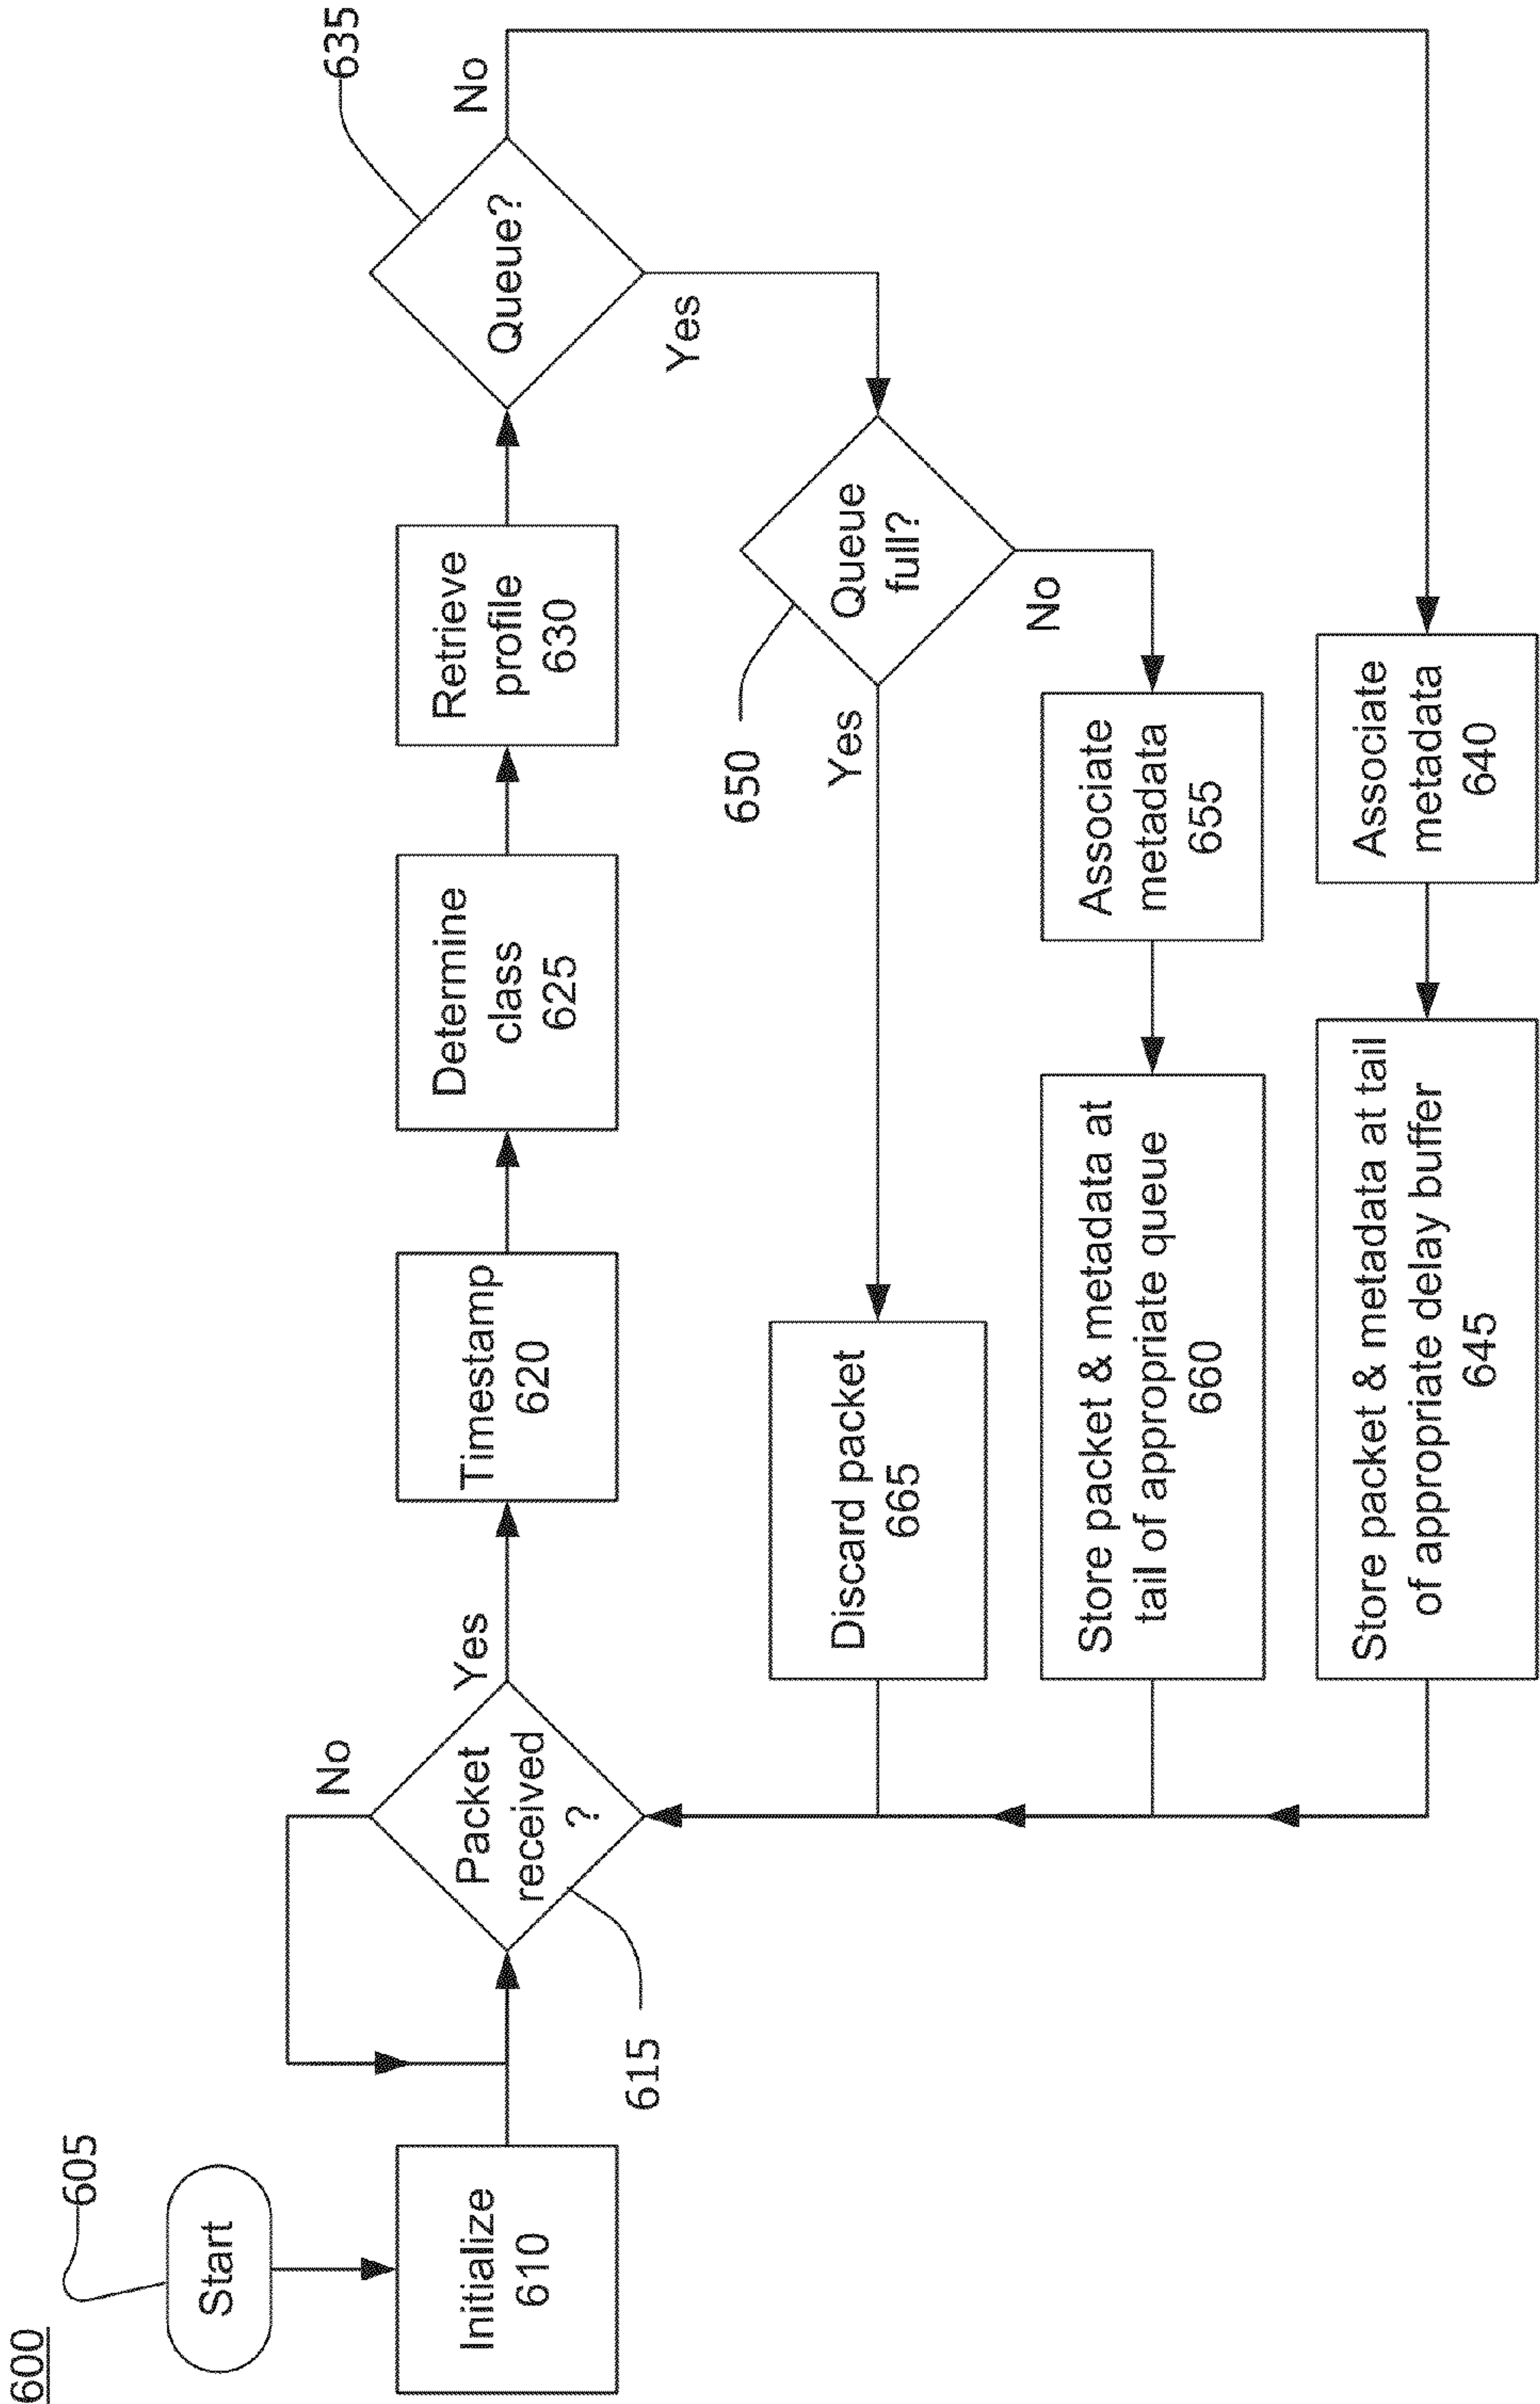 600
605
Start
Initialize
610
No
Packet
received
?
615
Yes
Timestamp
620
Determine
class
625
Retrieve
profile
630
Queue?
635
No
Yes
Queue
full?
650
Yes
No
Discard packet
665
Associate
metadata
655
Store packet & metadata at
tail of appropriate queue
660
Associate
metadata
640
Store packet & metadata at tail
of appropriate delay buffer
645